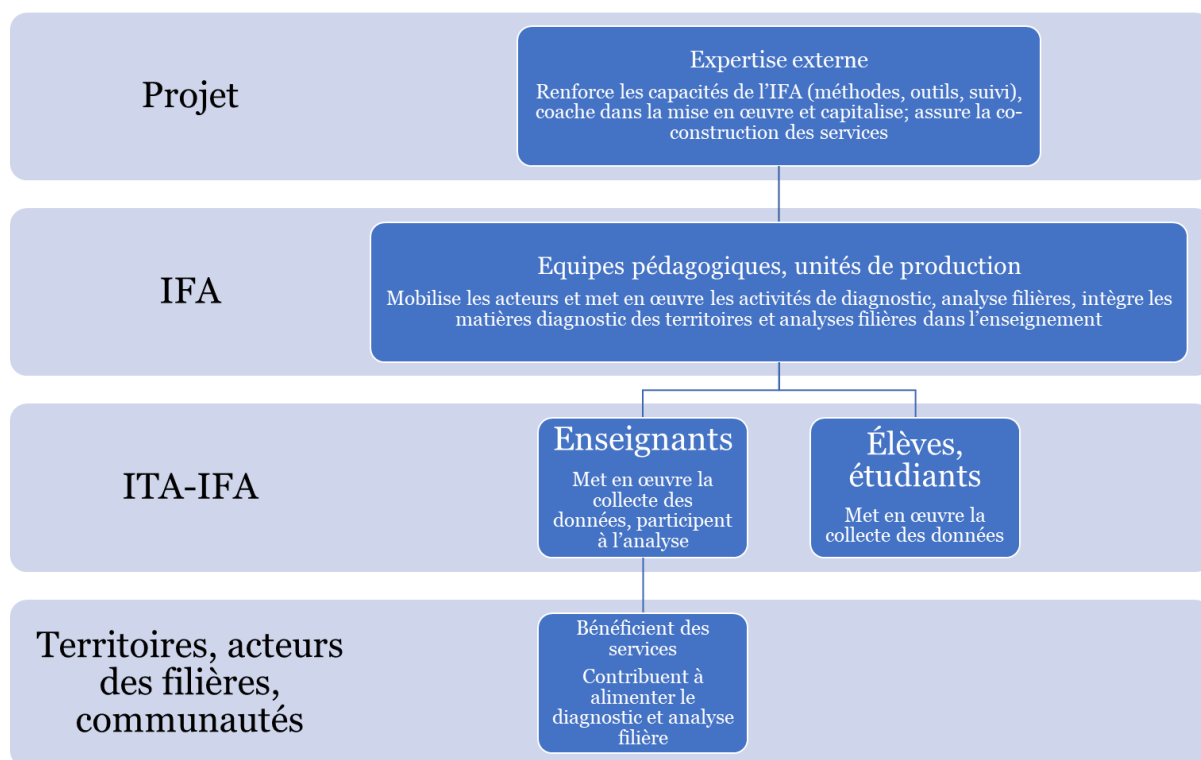 Projet
Expertise externe
Renforce les capacités de l’IFA (méthodes, outils, suivi),
coache dans la mise en œuvre et capitalise; assure la co-
construction des services
IFA
Equipes pédagogiques, unités de production
Mobilise les acteurs et met en œuvre les activités de diagnostic, analyse filières, intègre les
matières diagnostic des territoires et analyses filières dans l’enseignement
ITA-IFA
Enseignants
Met en œuvre la
collecte des
données, participent
à l’analyse
Élèves,
étudiants
Met en œuvre la
collecte des données
Territoires, acteurs
des filières,
communautés
Bénéficient des
services
Contribuent à
alimenter le
diagnostic et analyse
filière